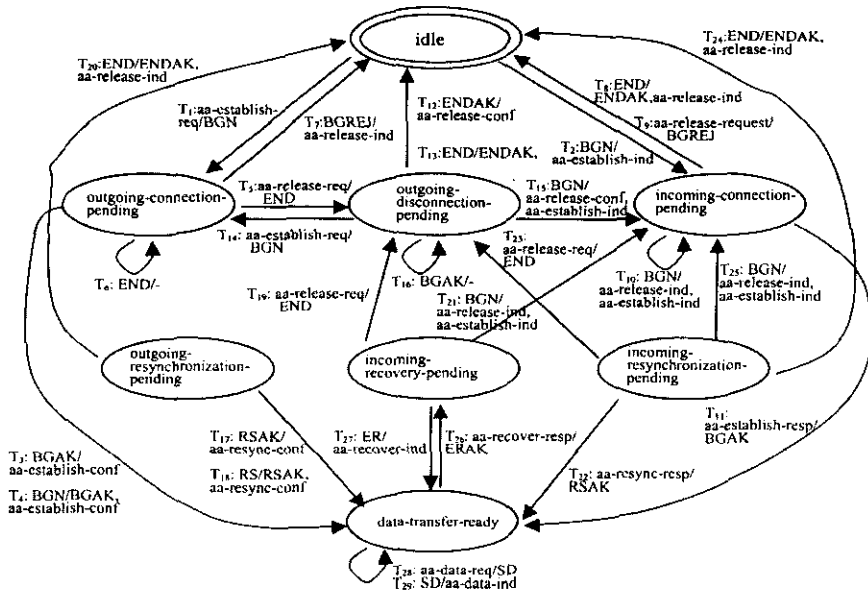 idle
T20:END/ENDAK,
aa-release-ind
T24:END/ENDAK,
aa-release-ind
T1:aa-establish-
req/BGN
T7:BGREJ/
aa-release-ind
T12:ENDAK/
aa-release-conf
T13:END/ENDAK,
T8:END/
ENDAK,aa-release-ind
T9:aa-release-request/
BGREJ
T2:BGN/
aa-establish-ind
outgoing-connection-
pending
T5:aa-release-req/
END
T14: aa-establish-req/
BGN
outgoing-
disconnection-
pending
T15:BGN/
aa-release-conf,
aa-establish-ind
incoming-connection-
pending
T6: END/-
T19: aa-release-req/
END
T16: BGAK/-
T23:
aa-release-req/
END
T21: BGN/
aa-release-ind,
aa-establish-ind
T10: BGN/
aa-release-ind,
aa-establish-ind
T25: BGN/
aa-release-ind,
aa-establish-ind
outgoing-
resynchronization-
pending
incoming-
recovery-pending
incoming-
resynchronization-
pending
T3: BGAK/
aa-establish-conf
T4: BGN/BGAK,
aa-establish-conf
T17: RSAK/
aa-resync-conf
T18: RS/RSAK,
aa-resync-conf
T27: ER/
aa-recover-ind
T26: aa-recover-resp/
ERAK
T22: aa-resync-resp/
RSAK
T31:
aa-establish-resp/
BGAK
data-transfer-ready
T28: aa-data-req/SD
T29: SD/aa-data-ind